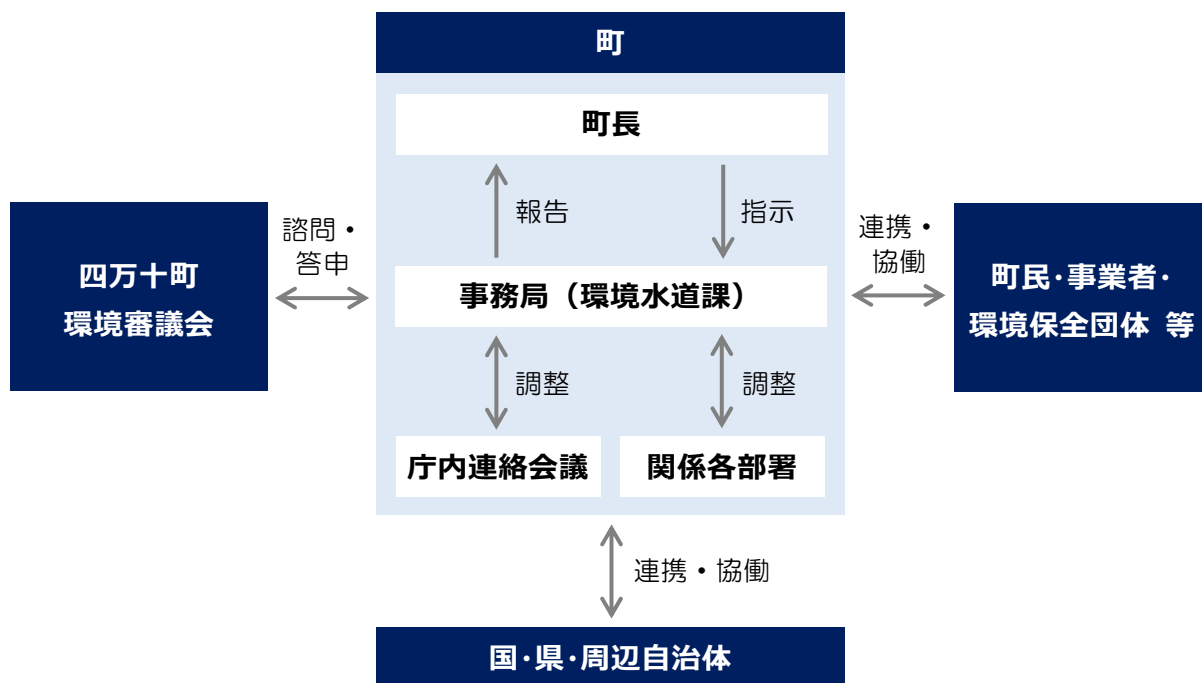 町
町長
報告
指示
四万十町
環境審議会
諮問・
答申
事務局（環境水道課）
連携・
協働
町民・事業者・
環境保全団体 等
調整
調整
庁内連絡会議
関係各部署
連携・協働
国・県・周辺自治体